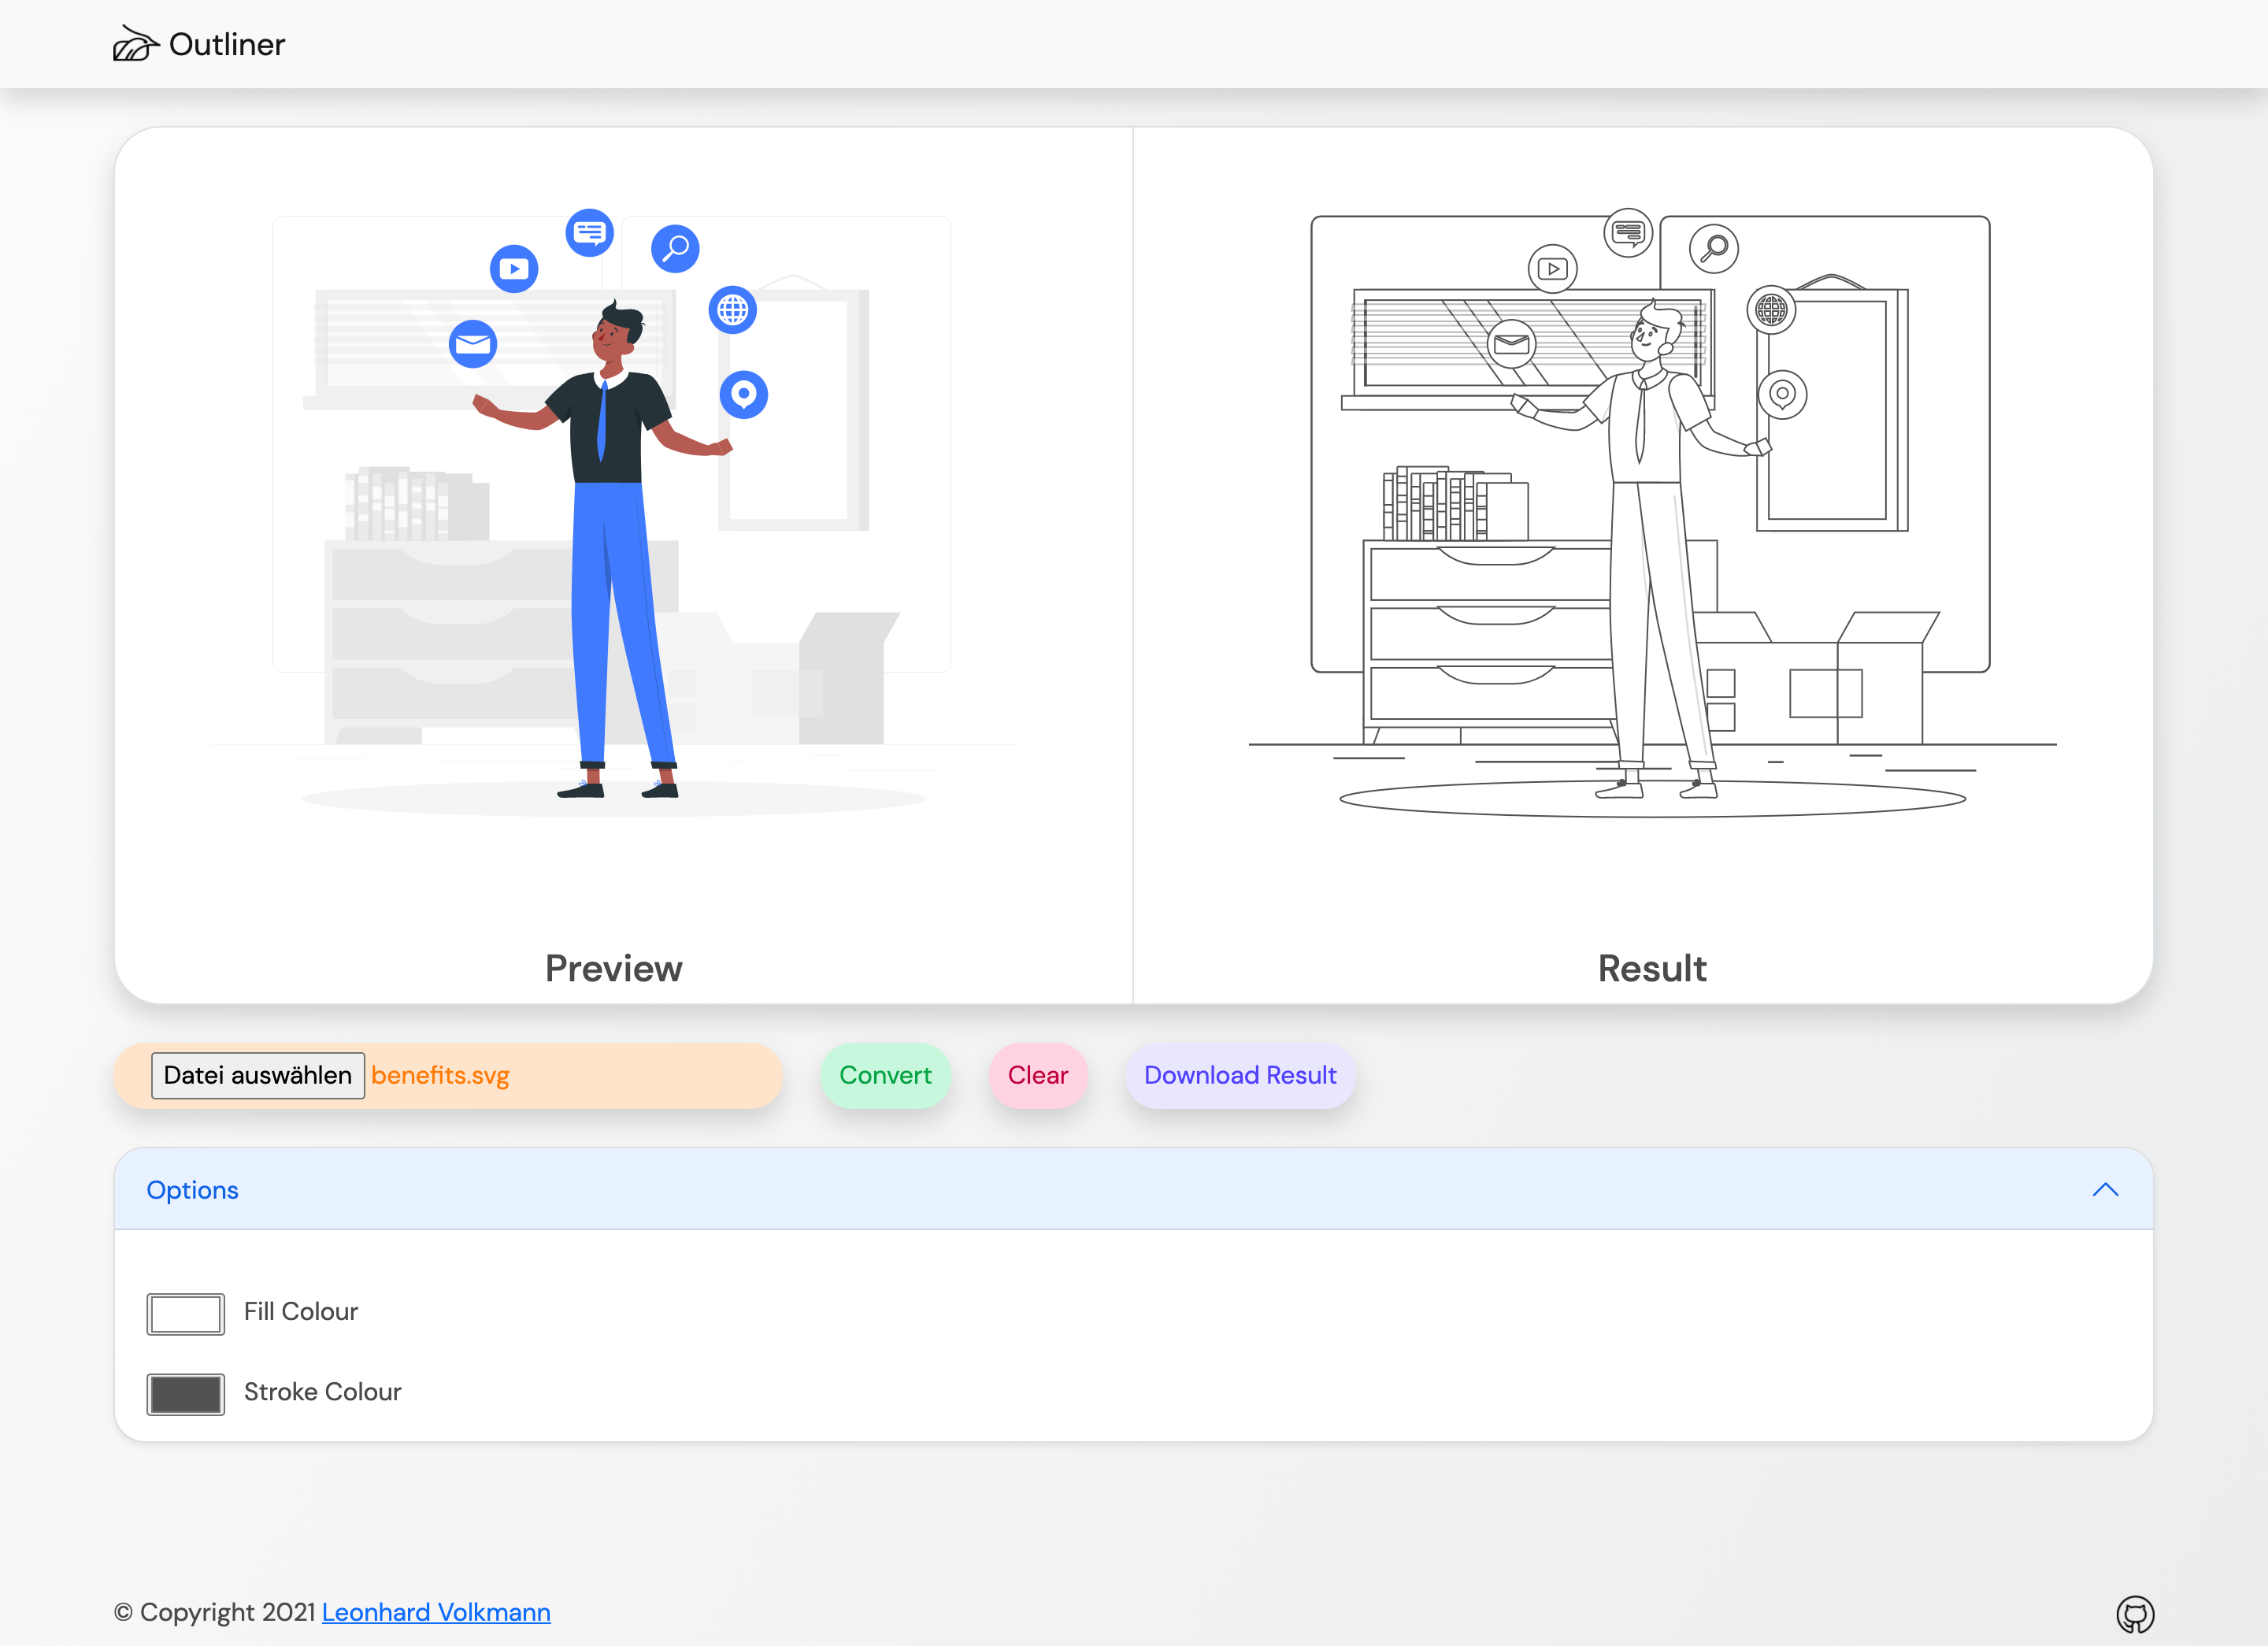 Outliner
Preview
Result
Datei auswählen benefits.svg
Convert
Clear
Download Result
Options
Fill Colour
Stroke Colour
© Copyright 2021 Leonhard Volkmann